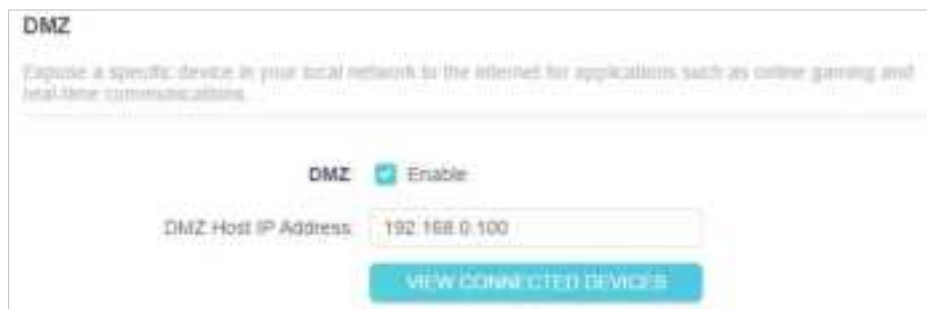 DMZ
Expose a specific device in your local network to the internet for applications such as online gaming and
real-time communications.
DMZ: Enable
DMZ Host IP Address: 192.168.0.100
VIEW CONNECTED DEVICES